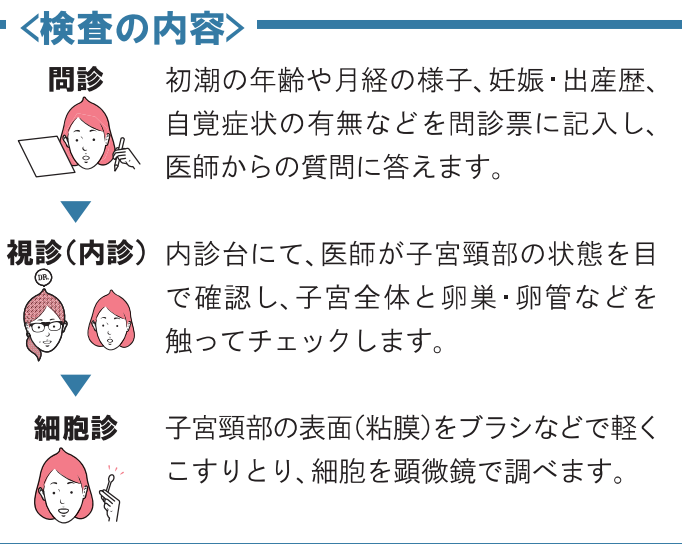 <検査の内容>
問診
初潮の年齢や月経の様子、妊娠・出産歴、
自覚症状の有無などを問診票に記入し、
医師からの質問に答えます。
視診(内診)
DR.
内診台にて、医師が子宮頸部の状態を目
で確認し、子宮全体と卵巣・卵管などを
触ってチェックします。
細胞診
子宮頸部の表面(粘膜)をブラシなどで軽く
こすりとり、細胞を顕微鏡で調べます。